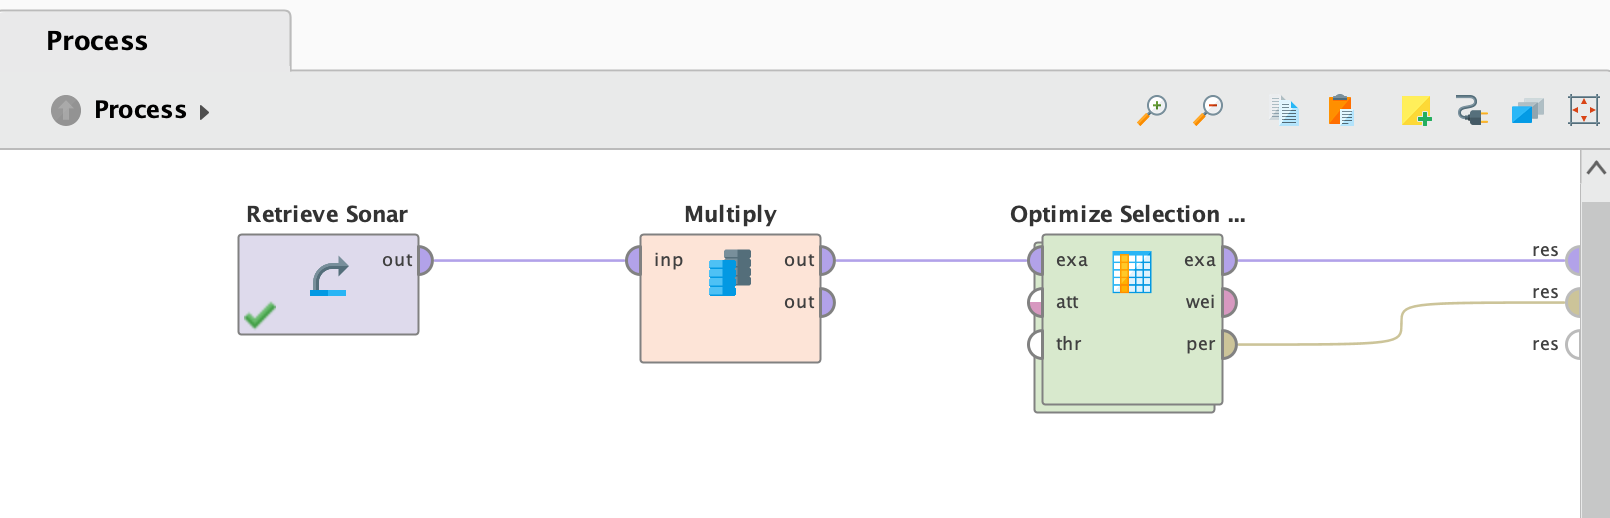 Process
Process
Retrieve Sonar
Multiply
Optimize Selection ...
out
inp
out
out
exa
exa
att
wei
thr
per
res
res
res